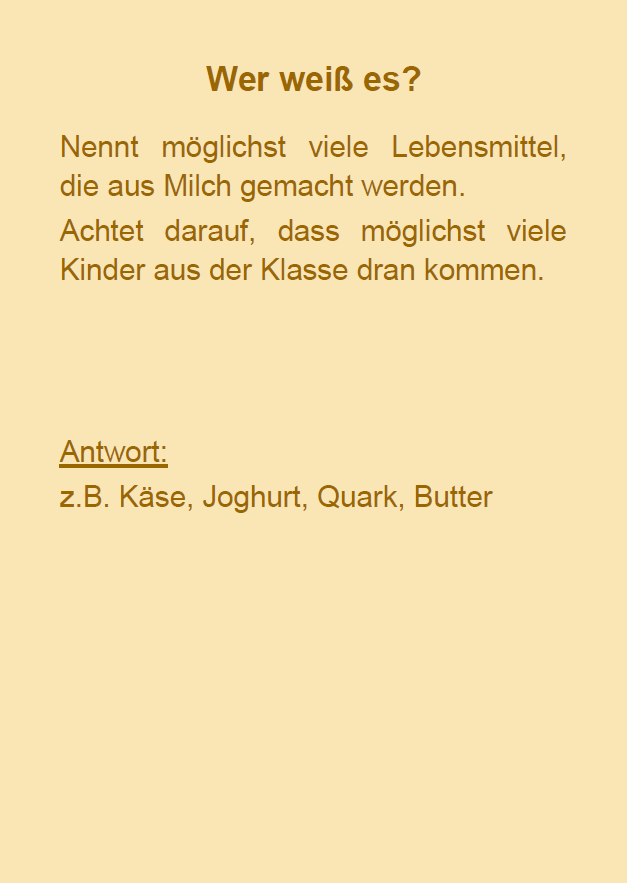 Wer weiß es?
Nennt möglichst viele Lebensmittel,
die aus Milch gemacht werden.
Achtet darauf, dass möglichst viele
Kinder aus der Klasse dran kommen.
Antwort:
z.B. Käse, Joghurt, Quark, Butter